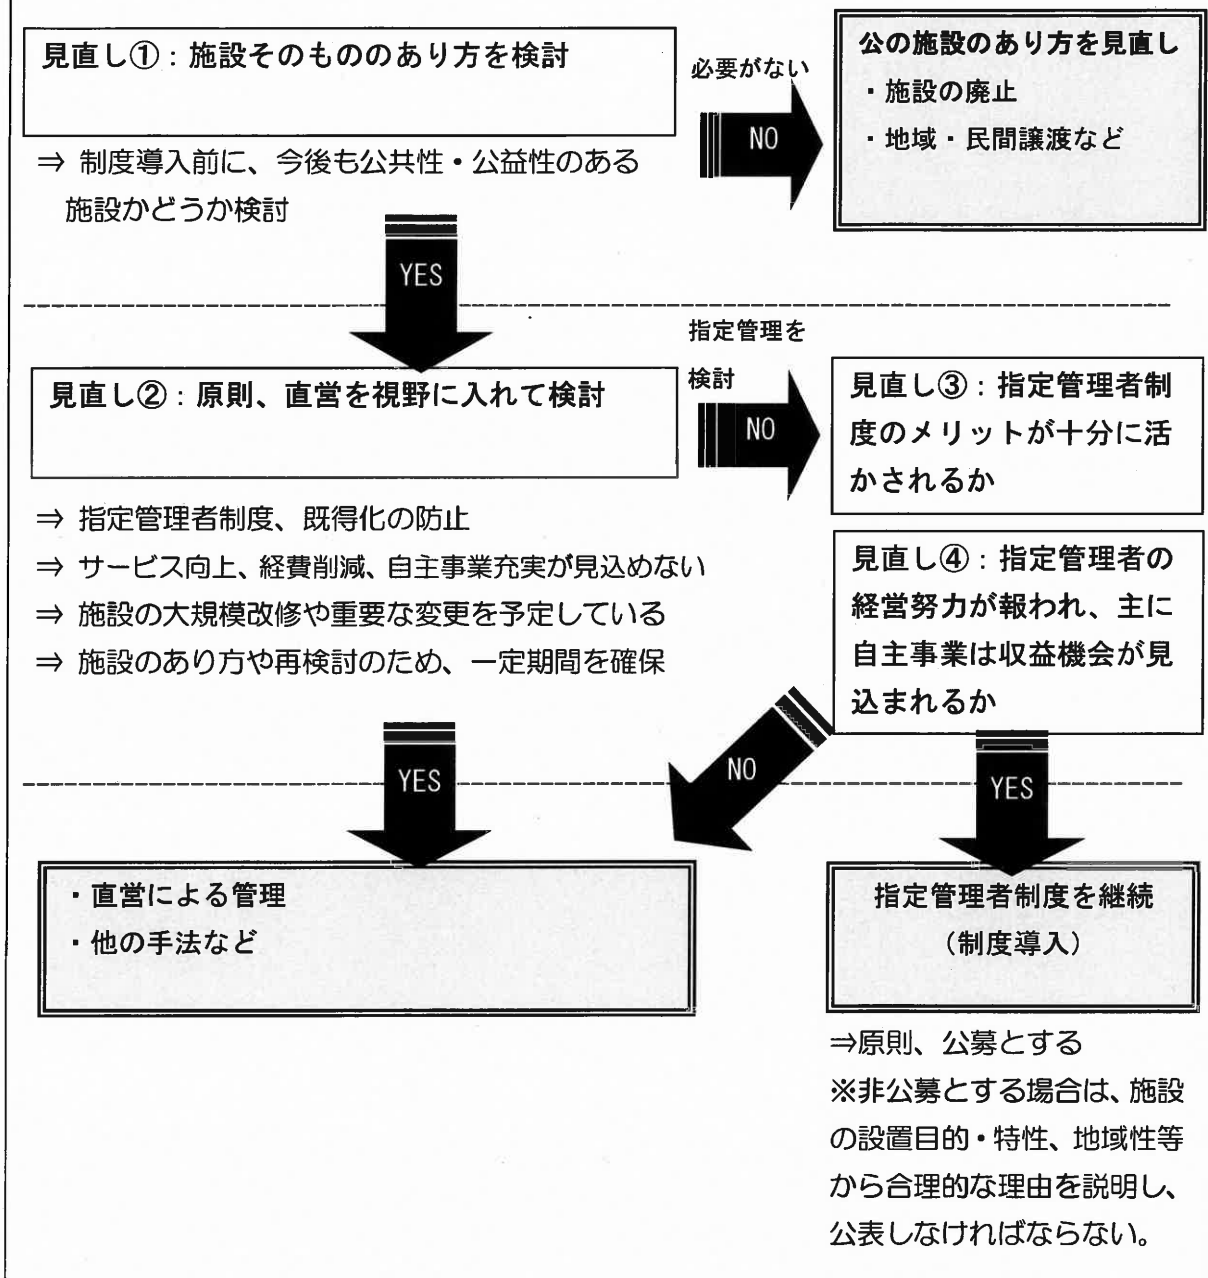 見直し①：施設そのもののあり方を検討
必要がない
NO
公の施設のあり方を見直し
・施設の廃止
・地域・民間譲渡など
⇒ 制度導入前に、今後も公共性・公益性のある
施設かどうか検討
YES
指定管理を
検討
NO
見直し②：原則、直営を視野に入れて検討
見直し③：指定管理者制
度のメリットが十分に活
かされるか
⇒ 指定管理者制度、既得化の防止
⇒ サービス向上、経費削減、自主事業充実が見込めない
⇒ 施設の大規模改修や重要な変更を予定している
⇒ 施設のあり方や再検討のため、一定期間を確保
見直し④：指定管理者の
経営努力が報われ、主に
自主事業は収益機会が見
込まれるか
YES
NO
YES
・直営による管理
・他の手法など
指定管理者制度を継続
（制度導入）
⇒原則、公募とする
※非公募とする場合は、施設
の設置目的・特性、地域性等
から合理的な理由を説明し、
公表しなければならない。